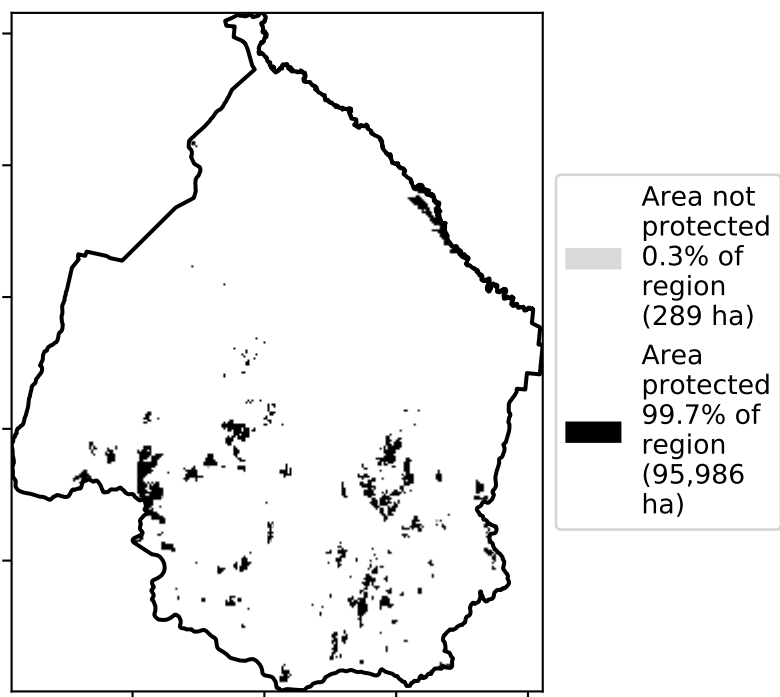 Area not
protected
0.3% of
region
(289 ha)
Area
protected
99.7% of
region
(95,986
ha)